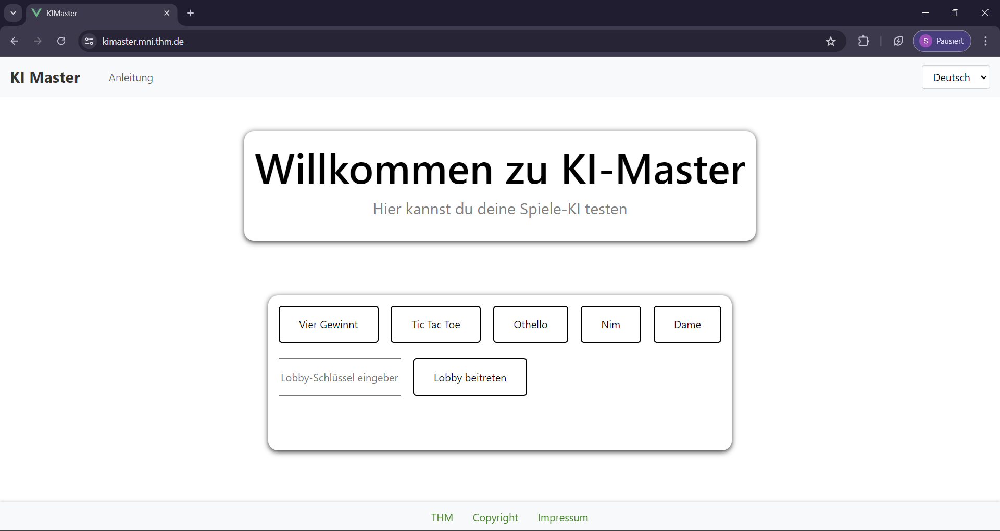 KIMaster
kimaster.mni.thm.de
S Pausiert
KI Master Anleitung Deutsch
Willkommen zu KI-Master
Hier kannst du deine Spiele-KI testen
Vier Gewinnt Tic Tac Toe Othello Nim Dame
Lobby-Schlüssel eingeben Lobby beitreten
THM Copyright Impressum